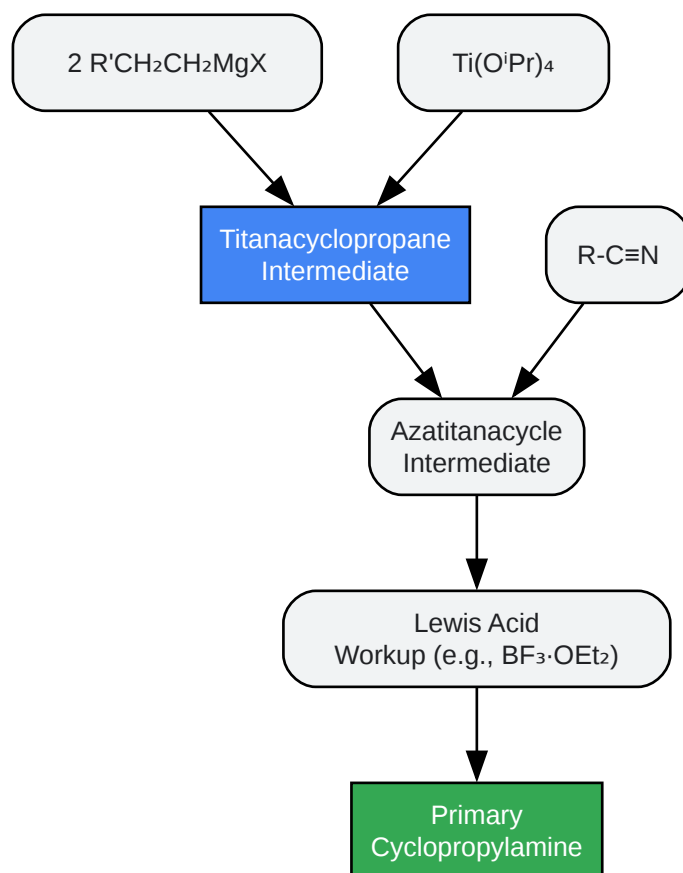 2 R'CH₂CH₂MgX
Ti(OⁱPr)₄
Titanacyclopropane
Intermediate
R-C≡N
Azatitanacycle
Intermediate
Lewis Acid
Workup (e.g., BF₃·OEt₂)
Primary
Cyclopropylamine